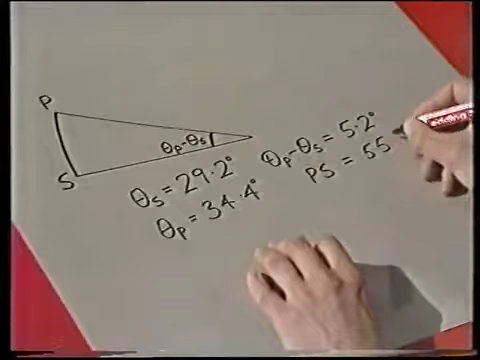 P
S
θp-θs
θs = 29.2°
θp = 34.4°
θp-θs = 5.2°
PS = 55
edding